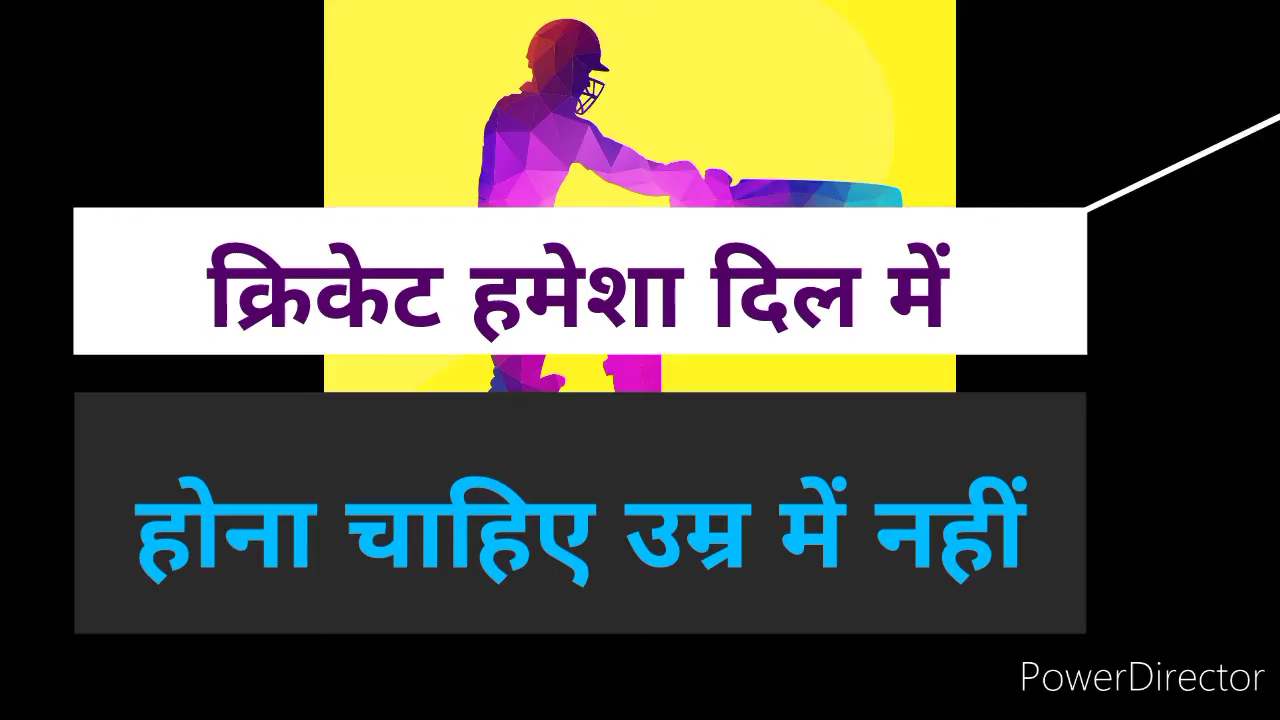 क्रिकेट हमेशा दिल में
होना चाहिए उम्र में नहीं
PowerDirector